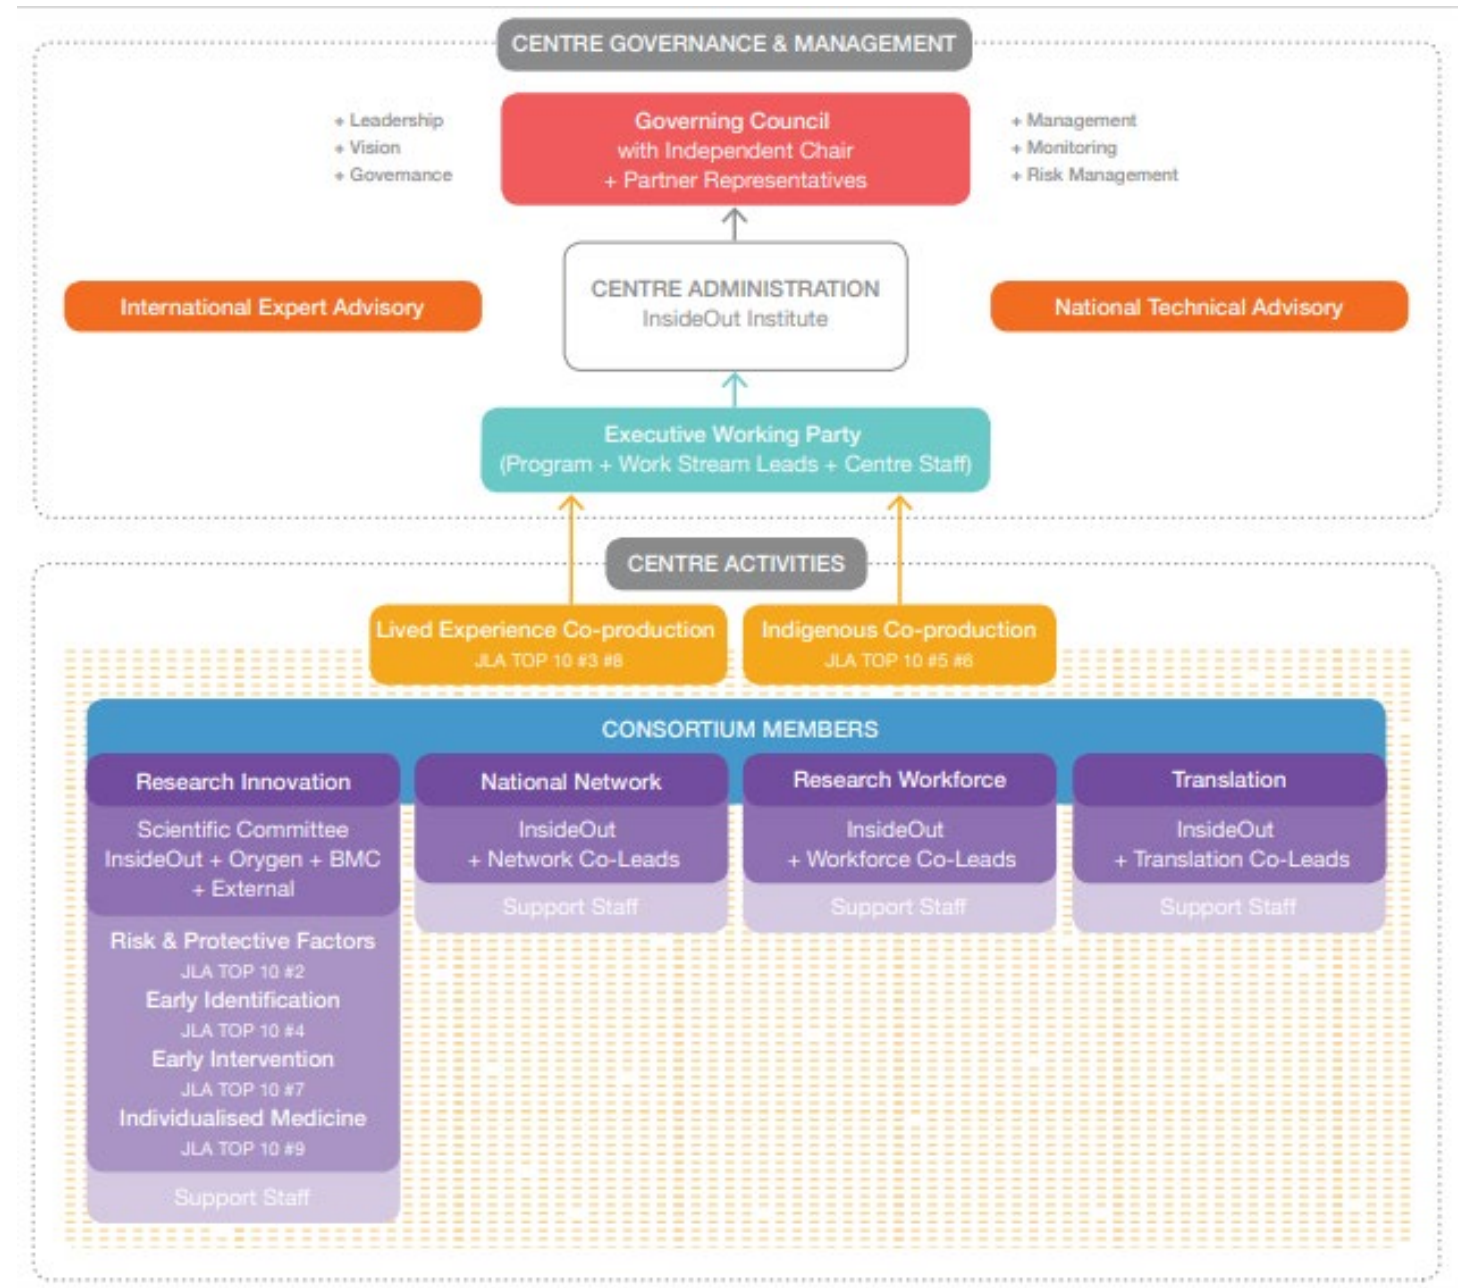 CENTRE GOVERNANCE & MANAGEMENT
+ Leadership
+ Vision
+ Governance
Governing Council
with Independent Chair
+ Partner Representatives
+ Management
+ Monitoring
+ Risk Management
International Expert Advisory
CENTRE ADMINISTRATION
InsideOut Institute
National Technical Advisory
Executive Working Party
(Program + Work Stream Leads + Centre Staff)
CENTRE ACTIVITIES
Lived Experience Co-production
JLA TOP 10 #3 #8
Indigenous Co-production
JLA TOP 10 #5 #6
CONSORTIUM MEMBERS
Research Innovation
Scientific Committee
InsideOut + Orygen + BMC
+ External
Risk & Protective Factors
JLA TOP 10 #2
Early Identification
JLA TOP 10 #4
Early Intervention
JLA TOP 10 #7
Individualised Medicine
JLA TOP 10 #9
Support Staff
National Network
InsideOut
+ Network Co-Leads
Support Staff
Research Workforce
InsideOut
+ Workforce Co-Leads
Support Staff
Translation
InsideOut
+ Translation Co-Leads
Support Staff